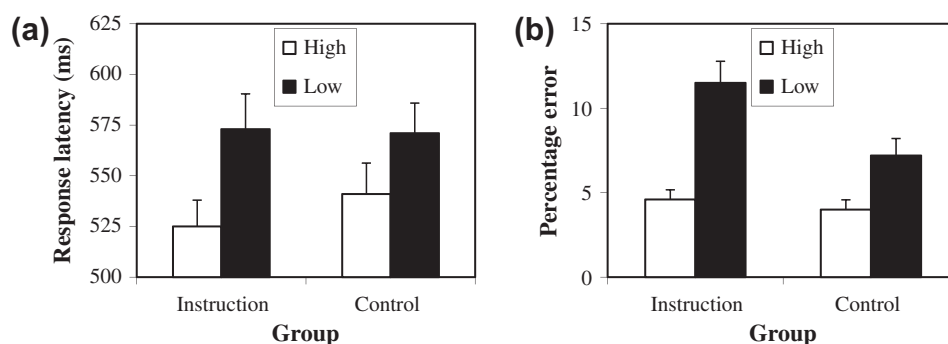 (a)
Response latency (ms)
625
600
575
550
525
500
High
Low
Instruction
Control
Group
(b)
Percentage error
15
10
5
0
High
Low
Instruction
Control
Group